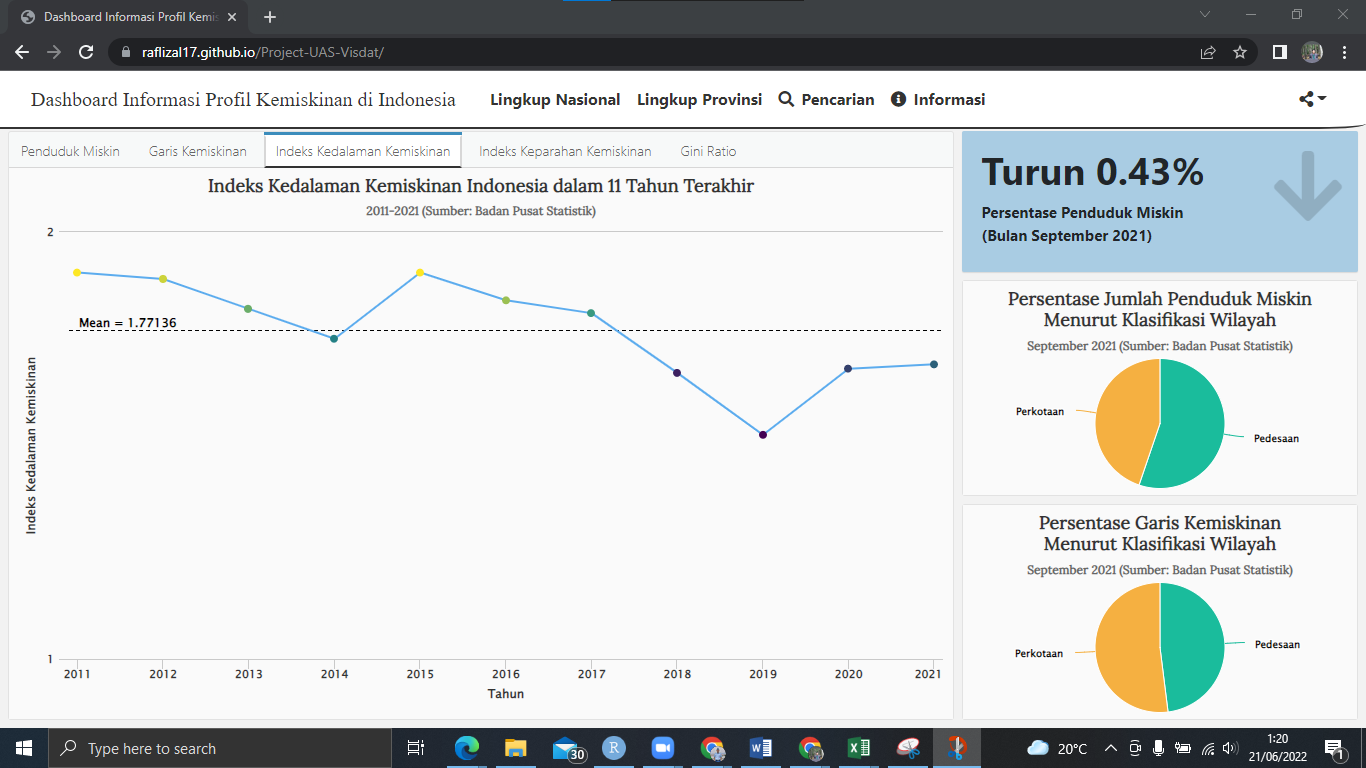 Dashboard Informasi Profil Kemis
raflizal17.github.io/Project-UAS-Visdat/
Dashboard Informasi Profil Kemiskinan di Indonesia
Lingkup Nasional
Lingkup Provinsi
Pencarian
Informasi
Penduduk Miskin
Garis Kemiskinan
Indeks Kedalaman Kemiskinan
Indeks Keparahan Kemiskinan
Gini Ratio
Indeks Kedalaman Kemiskinan Indonesia dalam 11 Tahun Terakhir
2011-2021 (Sumber: Badan Pusat Statistik)
2
Mean = 1.77136
Indeks Kedalaman Kemiskinan
1
2011 2012 2013 2014 2015 2016 2017 2018 2019 2020 2021
Tahun
Turun 0.43%
Persentase Penduduk Miskin
(Bulan September 2021)
Persentase Jumlah Penduduk Miskin
Menurut Klasifikasi Wilayah
September 2021 (Sumber: Badan Pusat Statistik)
Perkotaan
Pedesaan
Persentase Garis Kemiskinan
Menurut Klasifikasi Wilayah
September 2021 (Sumber: Badan Pusat Statistik)
Perkotaan
Pedesaan
Type here to search
30
R
20°C
1:20
21/06/2022
1